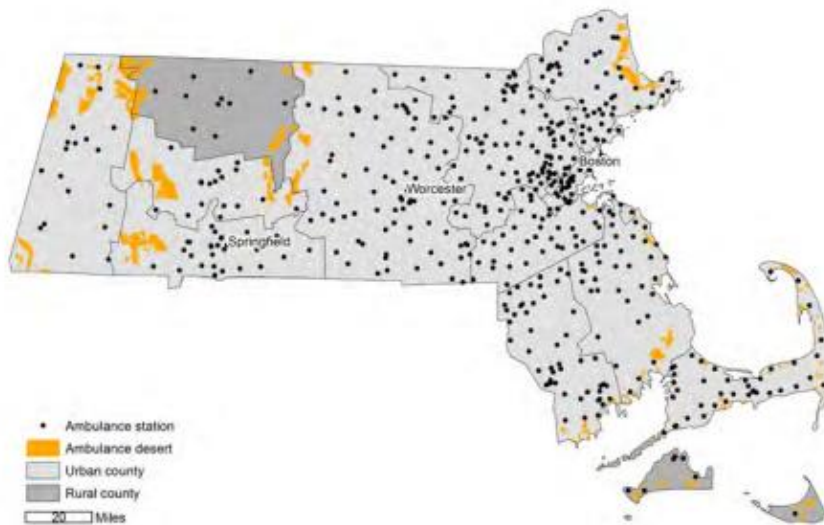 Boston
Worcester
Springfield
Ambulance station
Ambulance desert
Urban county
Rural county
20 Miles